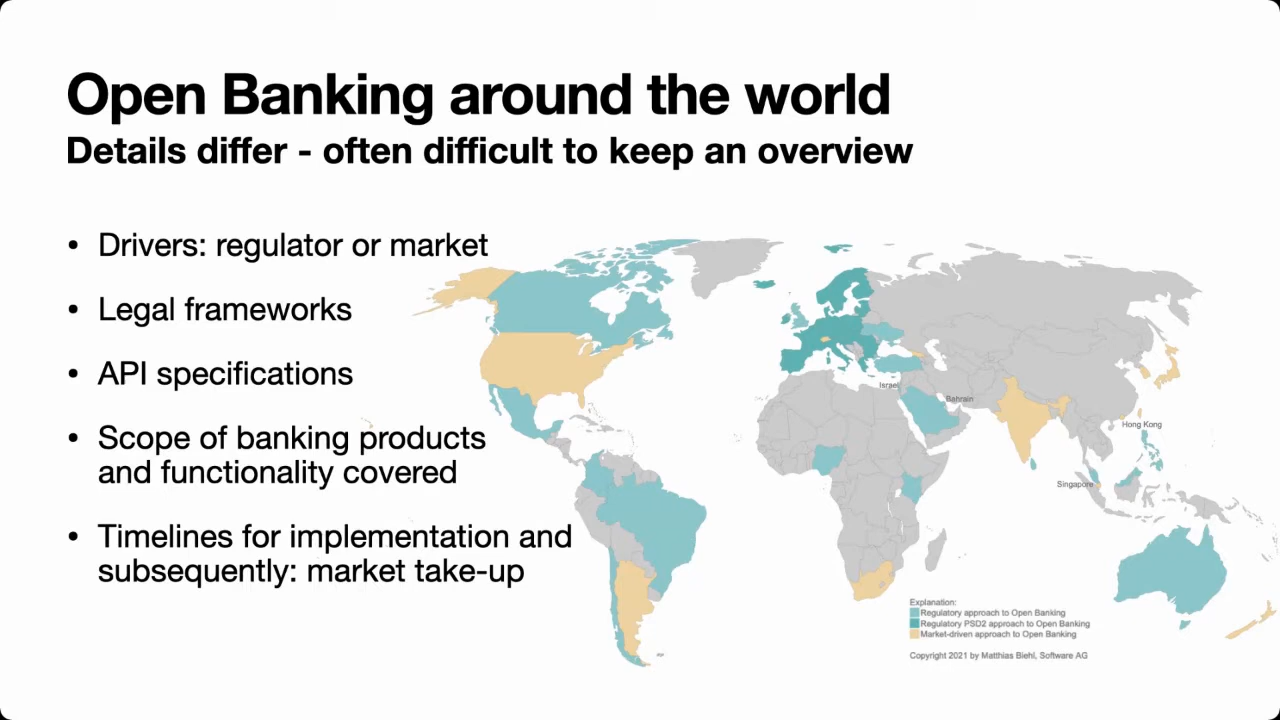 Open Banking around the world
Details differ - often difficult to keep an overview
• Drivers: regulator or market
• Legal frameworks
• API specifications
• Scope of banking products
and functionality covered
• Timelines for implementation and
subsequently: market take-up
Israel
Bahrain
Hong Kong
Singapore
Explanation:
Regulatory approach to Open Banking
Regulatory PSD2 approach to Open Banking
Market-driven approach to Open Banking
Copyright 2021 by Matthias Biehl, Software AG